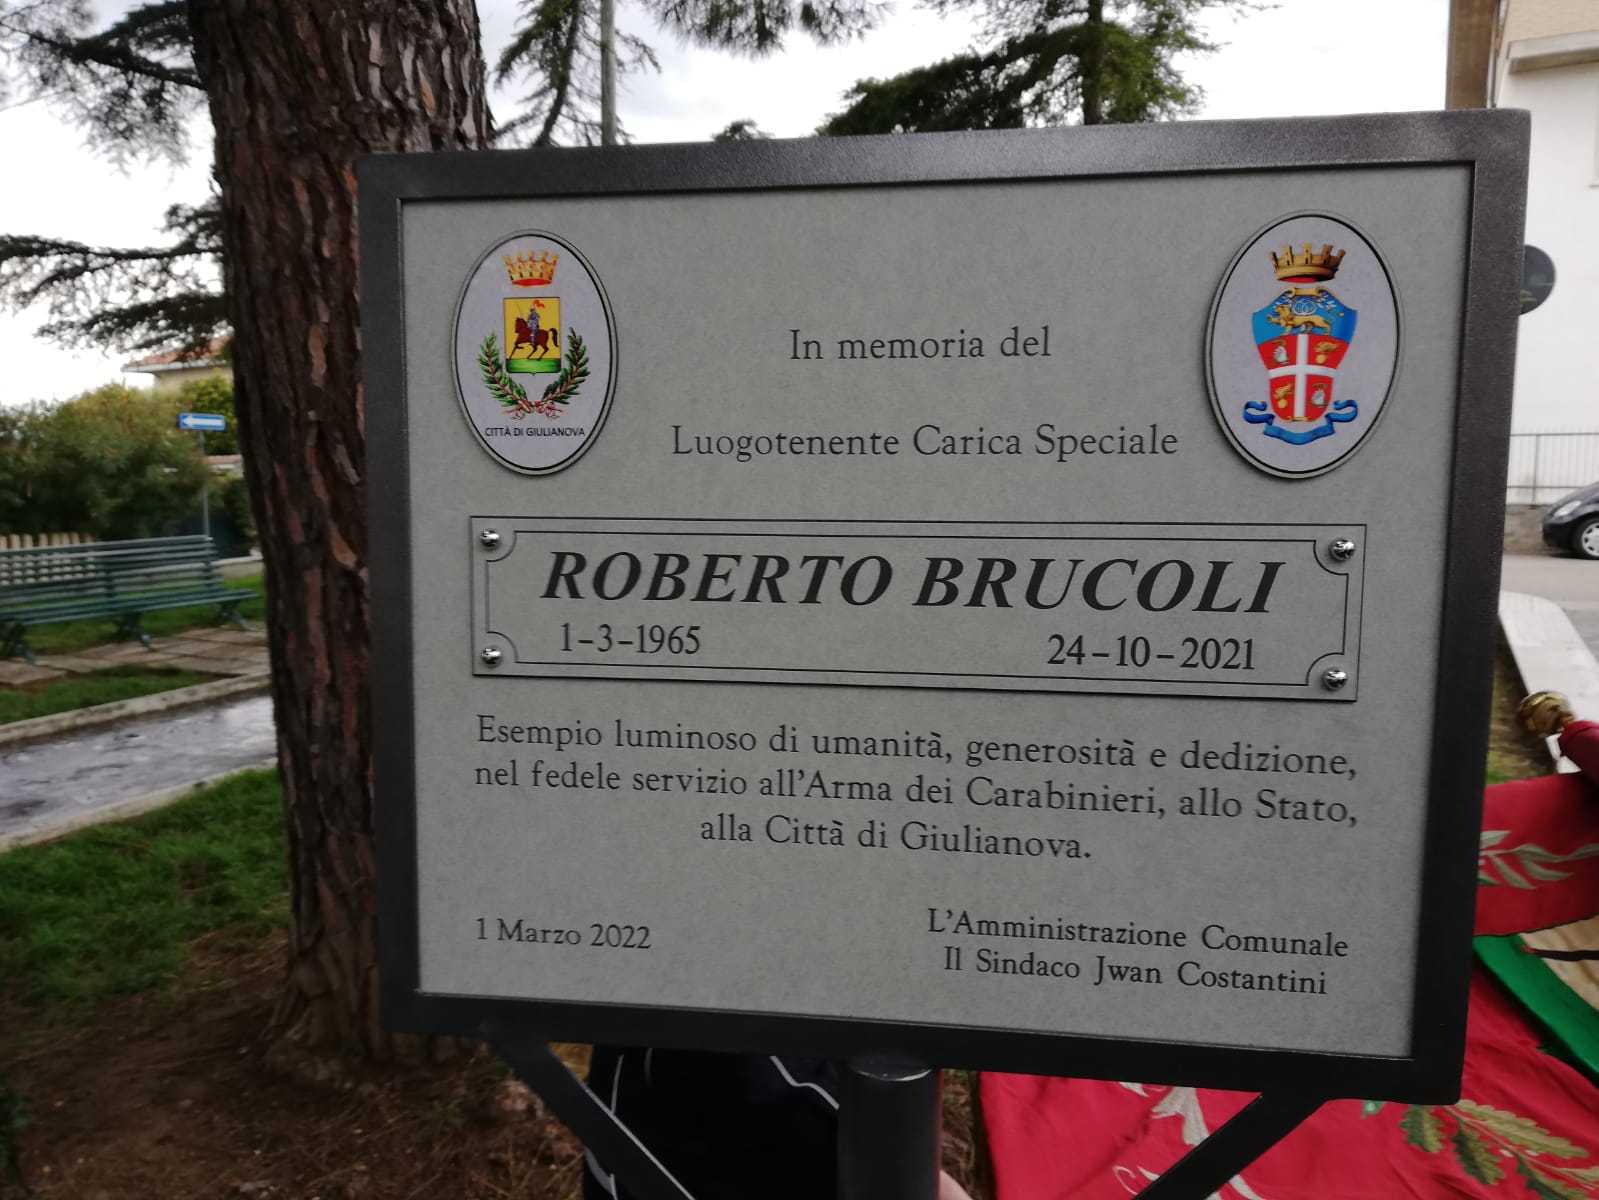 CITTÀ DI GIULIANOVA
In memoria del
Luogotenente Carica Speciale
ROBERTO BRUCOLI
1-3-1965 24-10-2021
Esempio luminoso di umanità, generosità e dedizione,
nel fedele servizio all'Arma dei Carabinieri, allo Stato,
alla Città di Giulianova.
1 Marzo 2022
L'Amministrazione Comunale
Il Sindaco Jwan Costantini